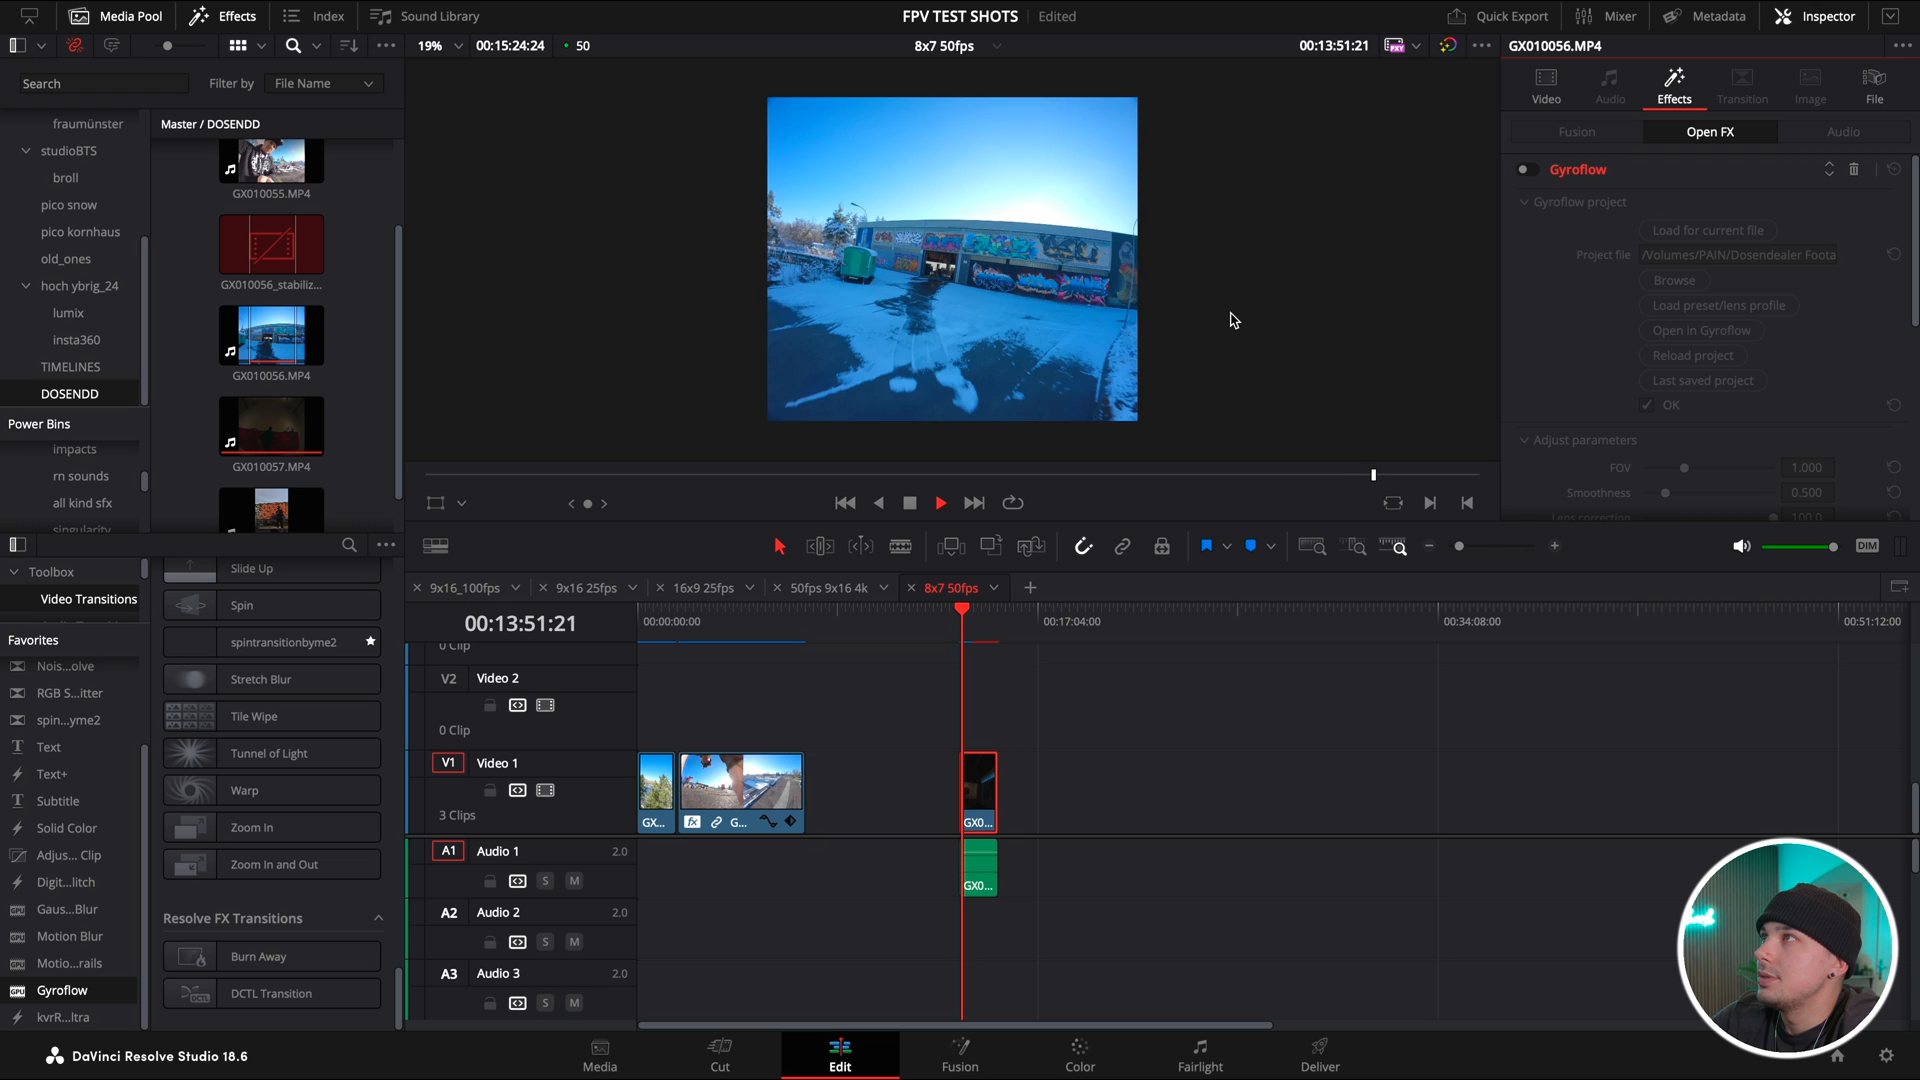 Media Pool
Effects
Index
Sound Library
FPV TEST SHOTS
Edited
Quick Export
Mixer
Metadata
Inspector
19%
00:15:24:24
50
8x7 50fps
00:13:51:21
PXY
GX010056.MP4
Search
Filter by
File Name
fraumünster
studioBTS
broll
pico snow
pico kornhaus
old_ones
hoch ybrig_24
lumix
insta360
TIMELINES
DOSENDD
Power Bins
impacts
rn sounds
all kind sfx
singularity
Master / DOSENDD
GX010055.MP4
GX010056_stabiliz...
GX010056.MP4
GX010057.MP4
Video
Audio
Effects
Transition
Image
File
Fusion
Open FX
Audio
Gyroflow
Gyroflow project
Load for current file
Project file
/Volumes/PAIN/Dosendealer Foota
Browse
Load preset/lens profile
Open in Gyroflow
Reload project
Last saved project
OK
Adjust parameters
FOV
1.000
Smoothness
0.500
Lens correction
100.0
DIM
Toolbox
Video Transitions
Favorites
Nois...olve
RGB S...itter
spin...yme2
Text
Text+
Subtitle
Solid Color
Adjus... Clip
Digit...litch
Gaus...Blur
Motion Blur
Motio...rails
Gyroflow
kvrR...ltra
Slide Up
Spin
spintransitionbyme2
Stretch Blur
Tile Wipe
Tunnel of Light
Warp
Zoom In
Zoom In and Out
Resolve FX Transitions
Burn Away
DCTL
DCTL Transition
9x16_100fps
9x16 25fps
16x9 25fps
50fps 9x16 4k
8x7 50fps
00:13:51:21
00:00:00:00
00:17:04:00
00:34:08:00
00:51:12:00
0 Clip
V2
Video 2
0 Clip
V1
Video 1
3 Clips
GX...
fx
G...
GX0...
A1
Audio 1
2.0
S
M
GX0...
A2
Audio 2
2.0
S
M
A3
Audio 3
2.0
S
M
DaVinci Resolve Studio 18.6
Media
Cut
Edit
Fusion
Color
Fairlight
Deliver